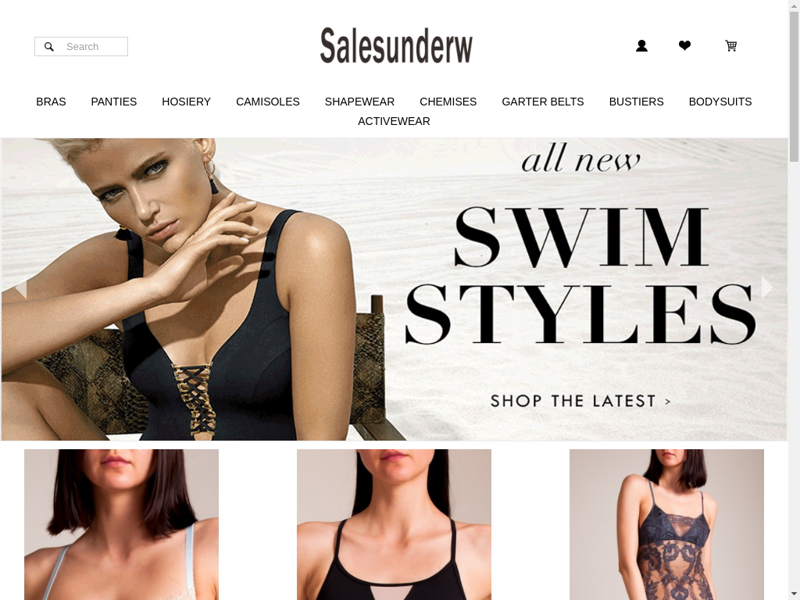 Search
Salesunderw
BRAS PANTIES HOSIERY CAMISOLES SHAPEWEAR CHEMISES GARTER BELTS BUSTIERS BODYSUITS
ACTIVEWEAR
all new
SWIM
STYLES
SHOP THE LATEST >